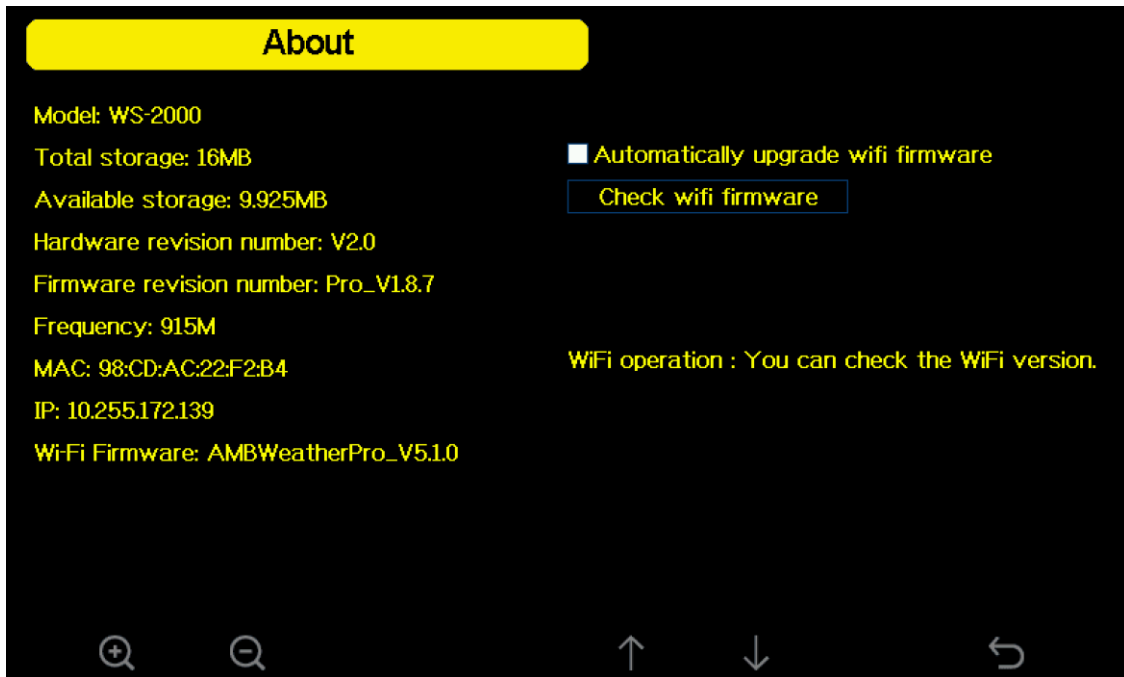 About
Model: WS-2000
Total storage: 16MB
Available storage: 9.925MB
Hardware revision number: V2.0
Firmware revision number: Pro_V1.8.7
Frequency: 915M
MAC: 98:CD:AC:22:F2:B4
IP: 10.255.172.139
Wi-Fi Firmware: AMBWeatherPro_V5.1.0
Automatically upgrade wifi firmware
Check wifi firmware
WiFi operation : You can check the WiFi version.